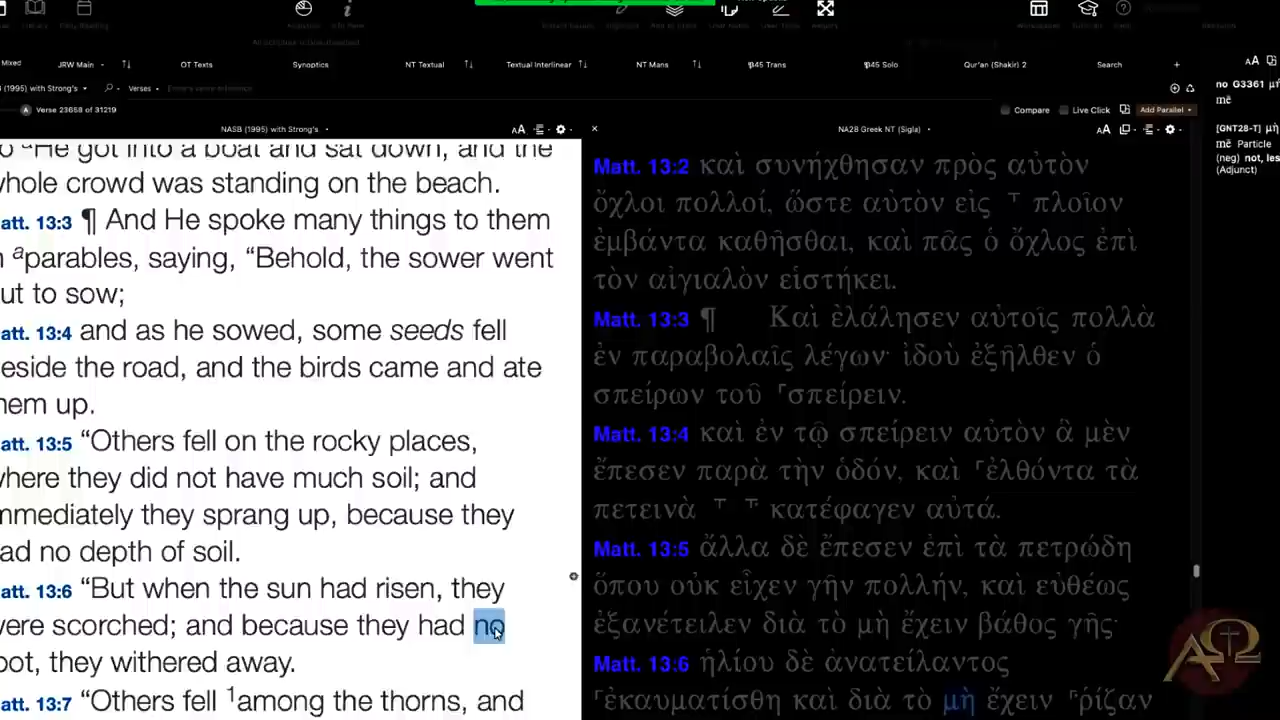 Mixed JRW Main OT Texts Synoptics NT Textual Textual Interlinear NT Mans 𝔓45 Trans 𝔓45 Solo Qur'an (Shakir) 2 Search +
(1995) with Strong's Verses
Verse 23658 of 31219 Compare Live Click Add Parallel
NASB (1995) with Strong's
"He got into a boat and sat down, and the
whole crowd was standing on the beach.
att. 13:3 ¶ And He spoke many things to them
aparables, saying, “Behold, the sower went
ut to sow;
att. 13:4 and as he sowed, some seeds fell
eside the road, and the birds came and ate
hem up.
att. 13:5 “Others fell on the rocky places,
where they did not have much soil; and
mmediately they sprang up, because they
ad no depth of soil.
att. 13:6 “But when the sun had risen, they
were scorched; and because they had no
oot, they withered away.
att. 13:7 “Others fell 1among the thorns, and
NA28 Greek NT (Sigla)
Matt. 13:2 καὶ συνήχθησαν πρὸς αὐτὸν
ὄχλοι πολλοί, ὥστε αὐτὸν εἰς ⸆ πλοῖον
ἐμβάντα καθῆσθαι, καὶ πᾶς ὁ ὄχλος ἐπὶ
τὸν αἰγιαλὸν εἱστήκει.
Matt. 13:3 ¶ Καὶ ἐλάλησεν αὐτοῖς πολλὰ
ἐν παραβολαῖς λέγων· ἰδοὺ ἐξῆλθεν ὁ
σπείρων τοῦ ⸀σπείρειν.
Matt. 13:4 καὶ ἐν τῷ σπείρειν αὐτὸν ἃ μὲν
ἔπεσεν παρὰ τὴν ὁδόν, καὶ ⸀ἐλθόντα τὰ
πετεινὰ ⸆ ⸆ κατέφαγεν αὐτά.
Matt. 13:5 ἄλλα δὲ ἔπεσεν ἐπὶ τὰ πετρώδη
ὅπου οὐκ εἶχεν γῆν πολλήν, καὶ εὐθέως
ἐξανέτειλεν διὰ τὸ μὴ ἔχειν βάθος γῆς·
Matt. 13:6 ἡλίου δὲ ἀνατείλαντος
⸀ἐκαυματίσθη καὶ διὰ τὸ μὴ ἔχειν ⸀ῥίζαν
no G3361 μή
mē
[GNT28-T] μή
mē Particle
(neg) not, les
(Adjunct)
ΑΩ